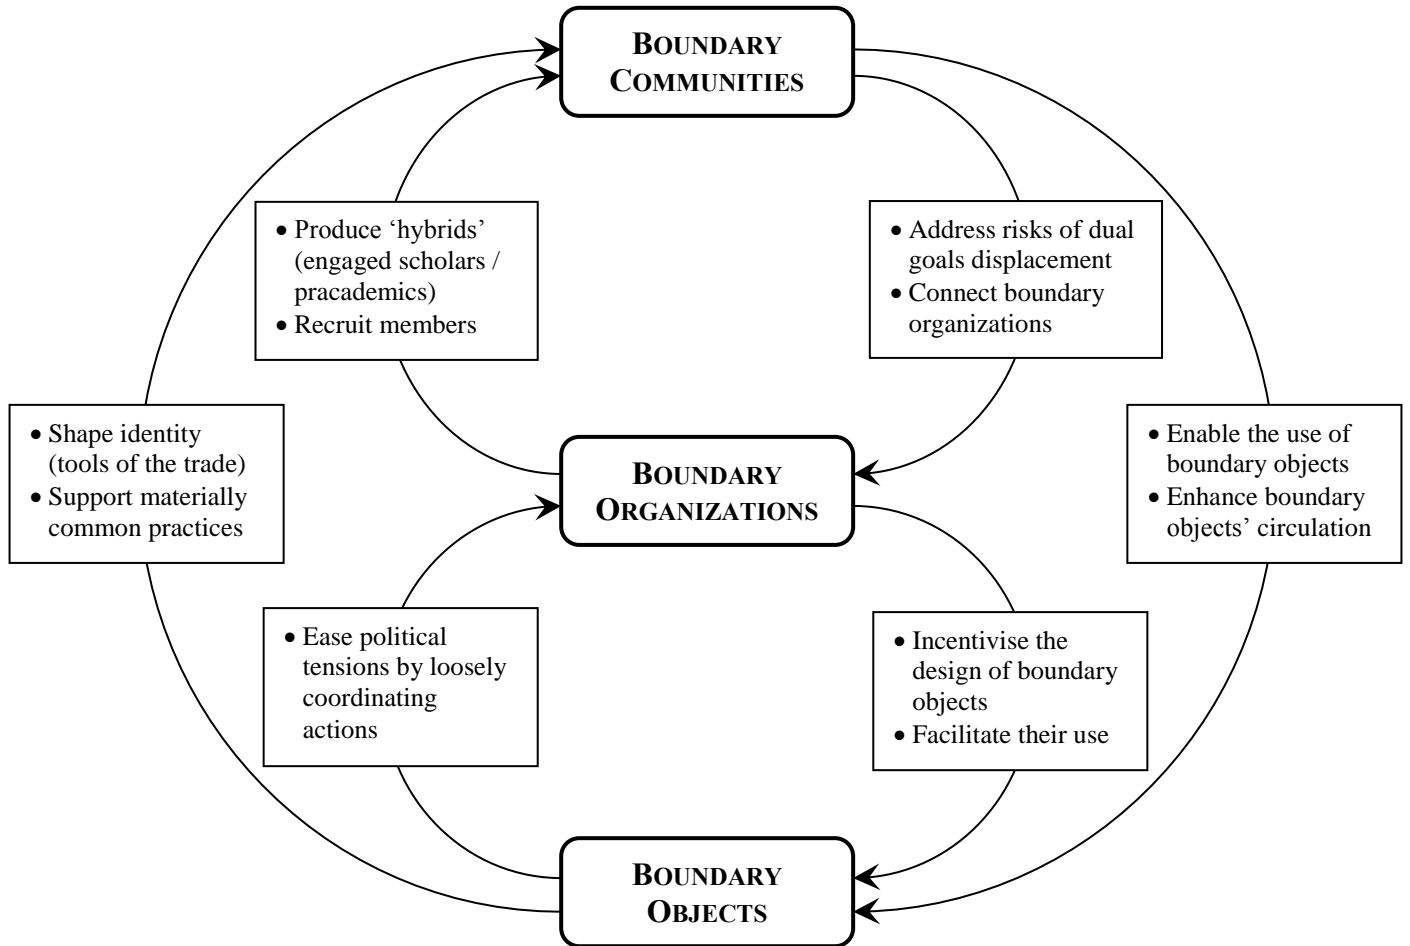 BOUNDARY
COMMUNITIES
• Produce ‘hybrids’
(engaged scholars /
pracademics)
• Recruit members
• Address risks of dual
goals displacement
• Connect boundary
organizations
• Shape identity
(tools of the trade)
• Support materially
common practices
BOUNDARY
ORGANIZATIONS
• Enable the use of
boundary objects
• Enhance boundary
objects’ circulation
• Ease political
tensions by loosely
coordinating
actions
• Incentivise the
design of boundary
objects
• Facilitate their use
BOUNDARY
OBJECTS